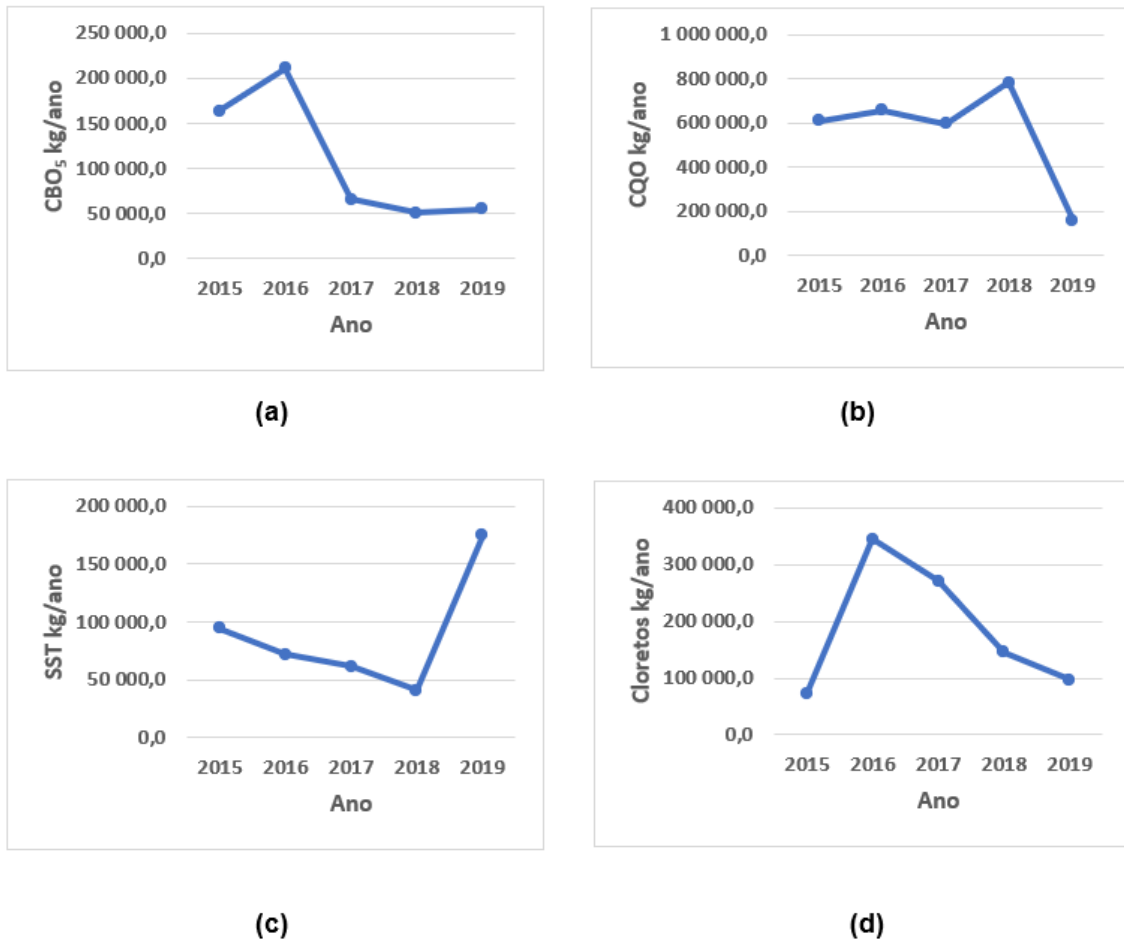 250 000,0
200 000,0
150 000,0
100 000,0
50 000,0
0,0
CBO₅ kg/ano
2015 2016 2017 2018 2019
Ano
(a)
1 000 000,0
800 000,0
600 000,0
400 000,0
200 000,0
0,0
CQO kg/ano
2015 2016 2017 2018 2019
Ano
(b)
200 000,0
150 000,0
100 000,0
50 000,0
0,0
SST kg/ano
2015 2016 2017 2018 2019
Ano
(c)
400 000,0
300 000,0
200 000,0
100 000,0
0,0
Cloretos kg/ano
2015 2016 2017 2018 2019
Ano
(d)